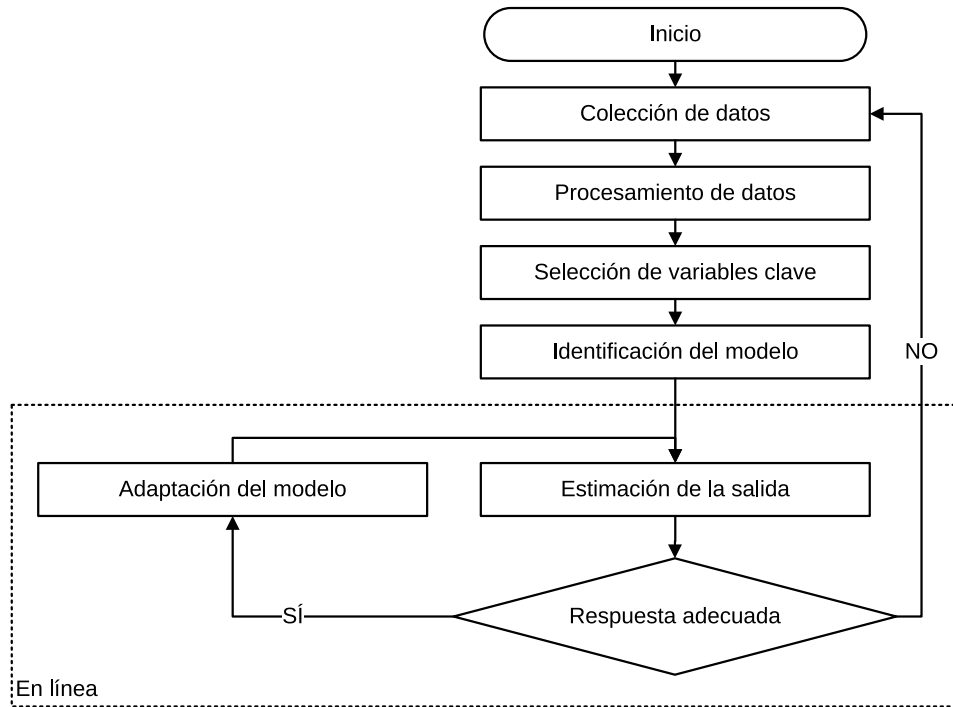 Inicio
Colección de datos
Procesamiento de datos
Selección de variables clave
Identificación del modelo
NO
Adaptación del modelo
Estimación de la salida
Respuesta adecuada
SÍ
En línea